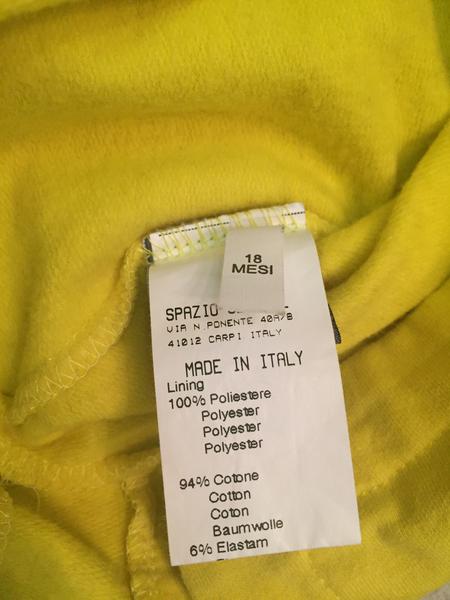 18
MESI
SPAZIO
VIA N.PONENTE 40A/B
41012 CARPI ITALY
MADE IN ITALY
Lining
100% Poliestere
Polyester
Polyester
Polyester
94% Cotone
Cotton
Coton
Baumwolle
6% Elastam